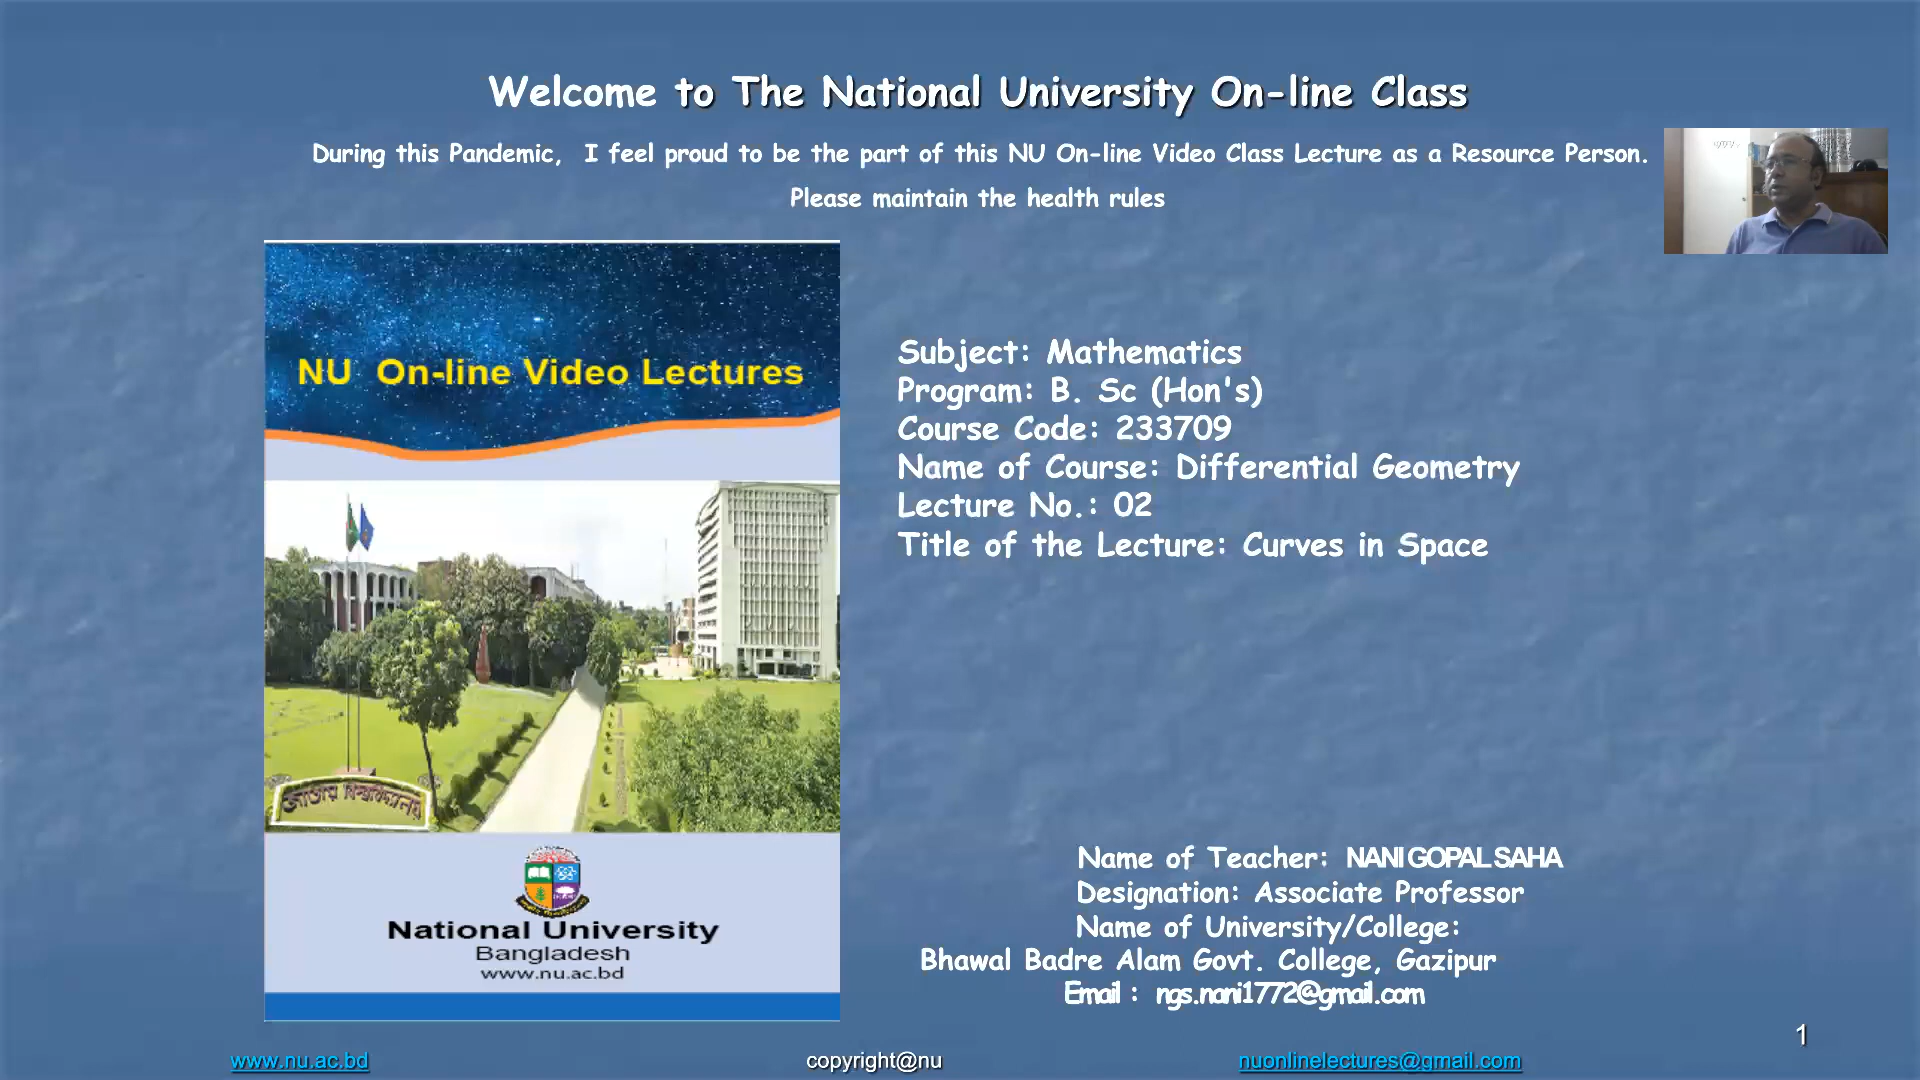 Welcome to The National University On-line Class
During this Pandemic, I feel proud to be the part of this NU On-line Video Class Lecture as a Resource Person.
Please maintain the health rules
NU On-line Video Lectures
জাতীয় বিশ্ববিদ্যালয়
National University
Bangladesh
www.nu.ac.bd
Subject: Mathematics
Program: B. Sc (Hon's)
Course Code: 233709
Name of Course: Differential Geometry
Lecture No.: 02
Title of the Lecture: Curves in Space
Name of Teacher: NANI GOPAL SAHA
Designation: Associate Professor
Name of University/College:
Bhawal Badre Alam Govt. College, Gazipur
Email : ngs.nani1772@gmail.com
1
www.nu.ac.bd
copyright@nu
nuonlinelectures@gmail.com